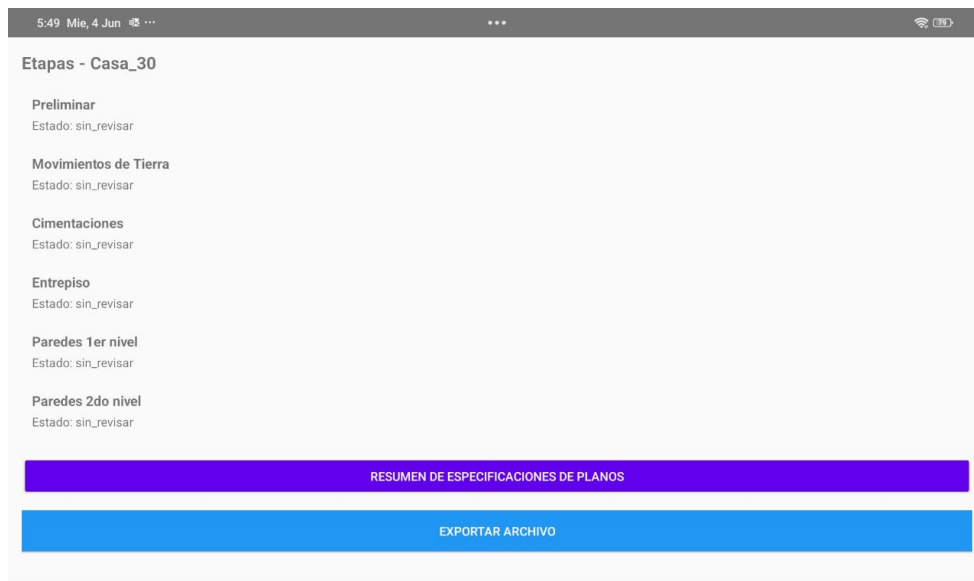 5:49 Mie, 4 Jun ...
79
Etapas - Casa_30
Preliminar
Estado: sin_revisar
Movimientos de Tierra
Estado: sin_revisar
Cimentaciones
Estado: sin_revisar
Entrepiso
Estado: sin_revisar
Paredes 1er nivel
Estado: sin_revisar
Paredes 2do nivel
Estado: sin_revisar
RESUMEN DE ESPECIFICACIONES DE PLANOS
EXPORTAR ARCHIVO